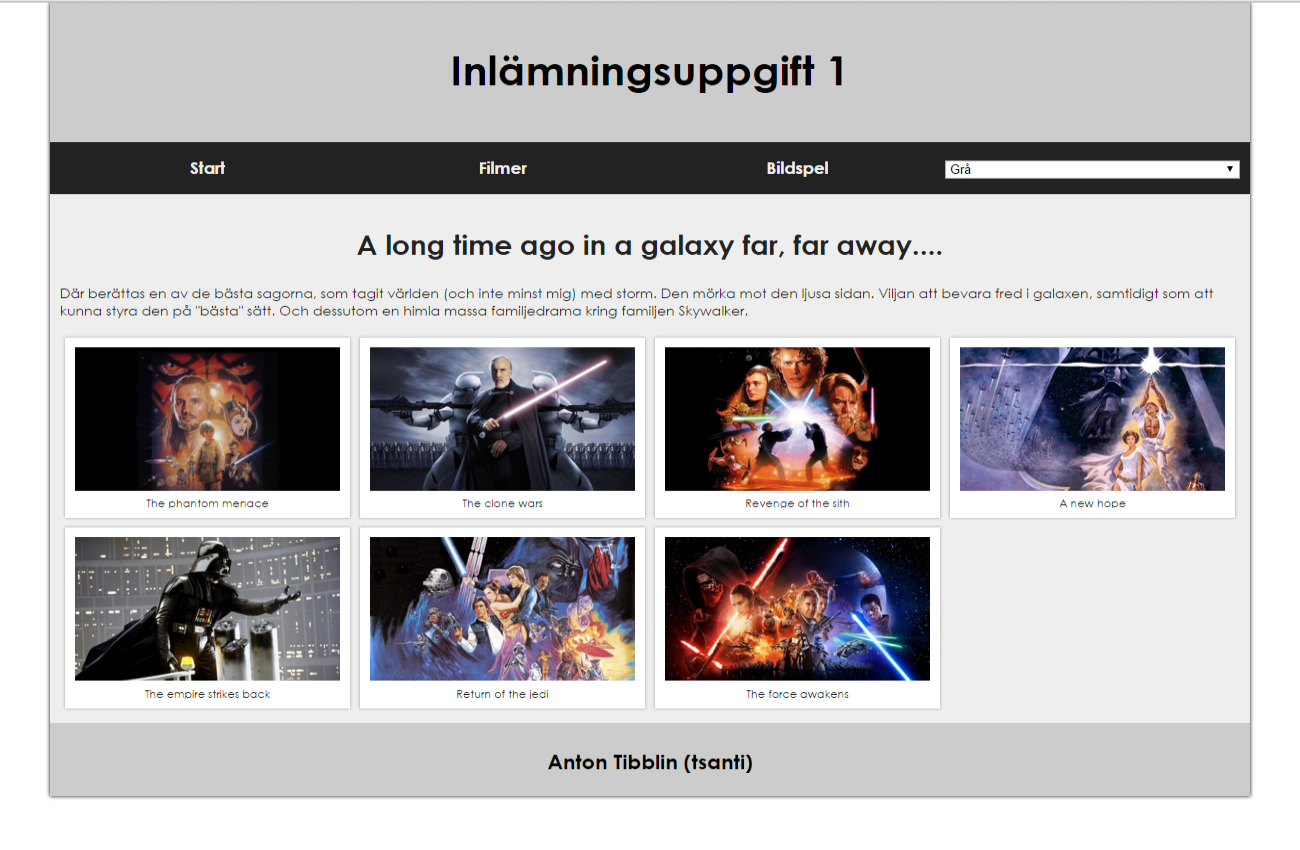 Inlämningsuppgift 1
Start Filmer Bildspel Grå
A long time ago in a galaxy far, far away....
Där berättas en av de bästa sagorna, som tagit världen (och inte minst mig) med storm. Den mörka mot den ljusa sidan. Viljan att bevara fred i galaxen, samtidigt som att
kunna styra den på "bästa" sätt. Och dessutom en himla massa familjedrama kring familjen Skywalker.
The phantom menace
The clone wars
Revenge of the sith
A new hope
The empire strikes back
Return of the jedi
The force awakens
Anton Tibblin (tsanti)